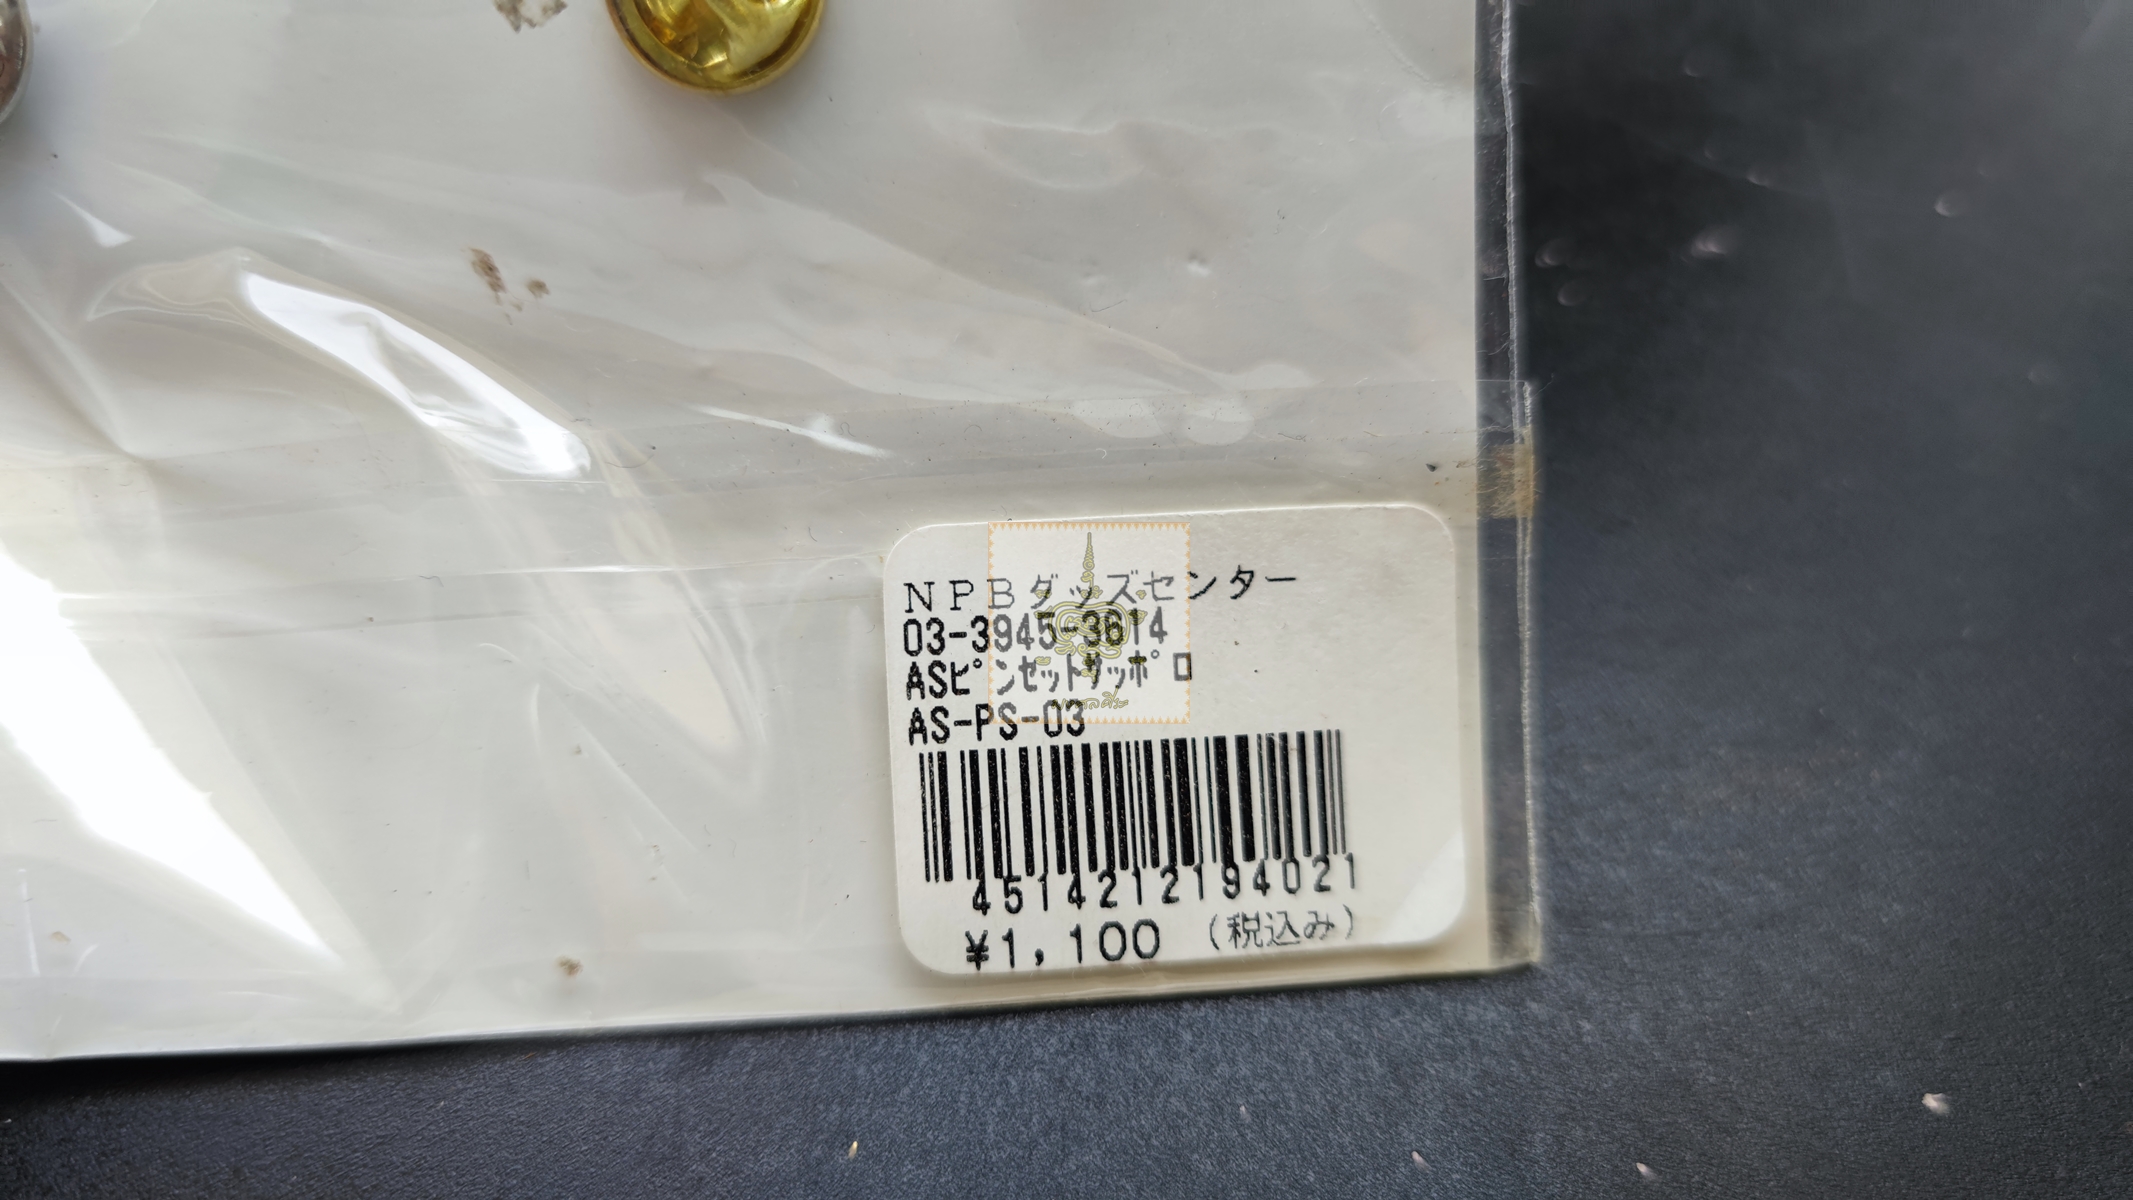 NPBグッズセンター
03-3945-3614
ASﾋﾟﾝｾｯﾄｻｯﾎﾟﾛ
AS-PS-03
4514212194021
¥1,100 (税込み)